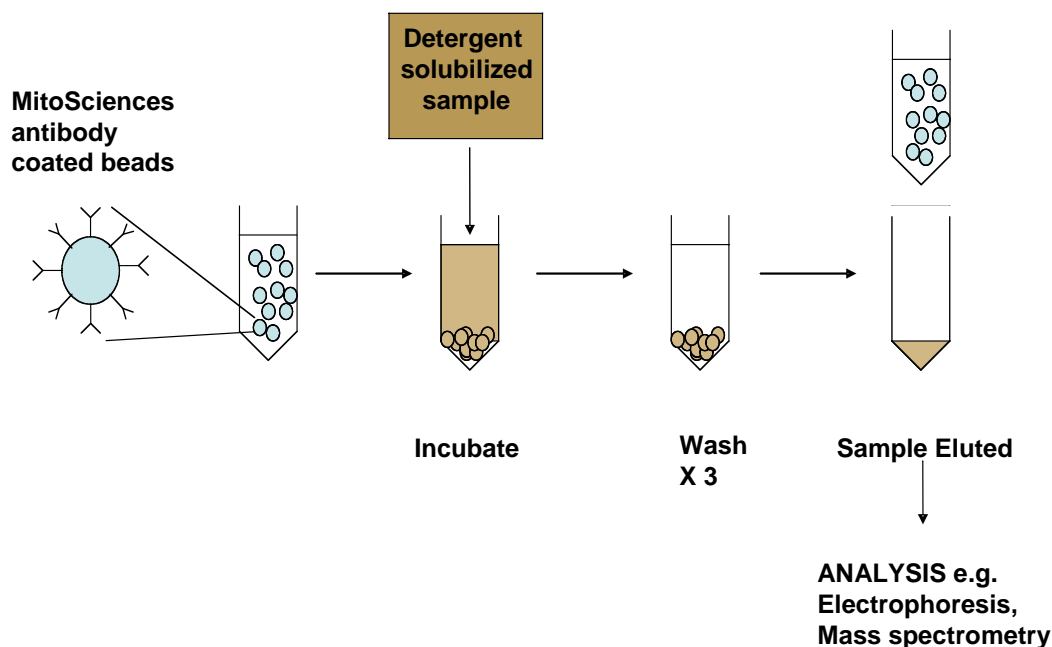 MitoSciences
antibody
coated beads
Detergent
solubilized
sample
Incubate
Wash
X 3
Sample Eluted
ANALYSIS e.g.
Electrophoresis,
Mass spectrometry